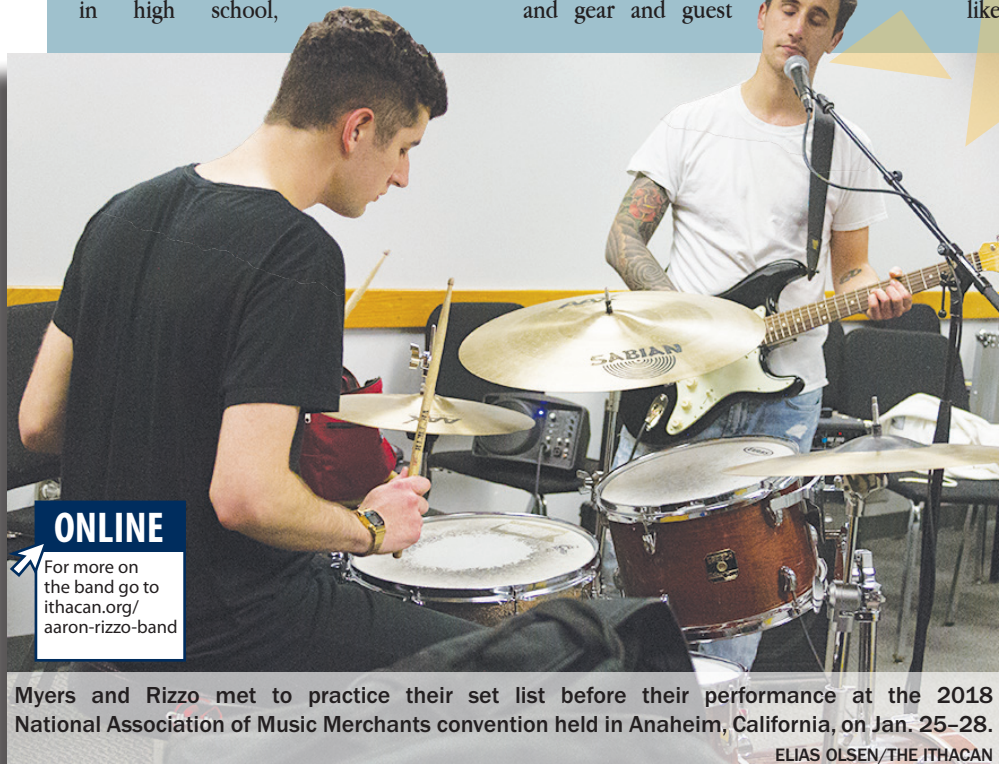 in high school,
and gear and guest
like
SABIAN
ONLINE
For more on
the band go to
ithacan.org/
aaron-rizzo-band
Myers and Rizzo met to practice their set list before their performance at the 2018
National Association of Music Merchants convention held in Anaheim, California, on Jan. 25–28.
ELIAS OLSEN/THE ITHACAN